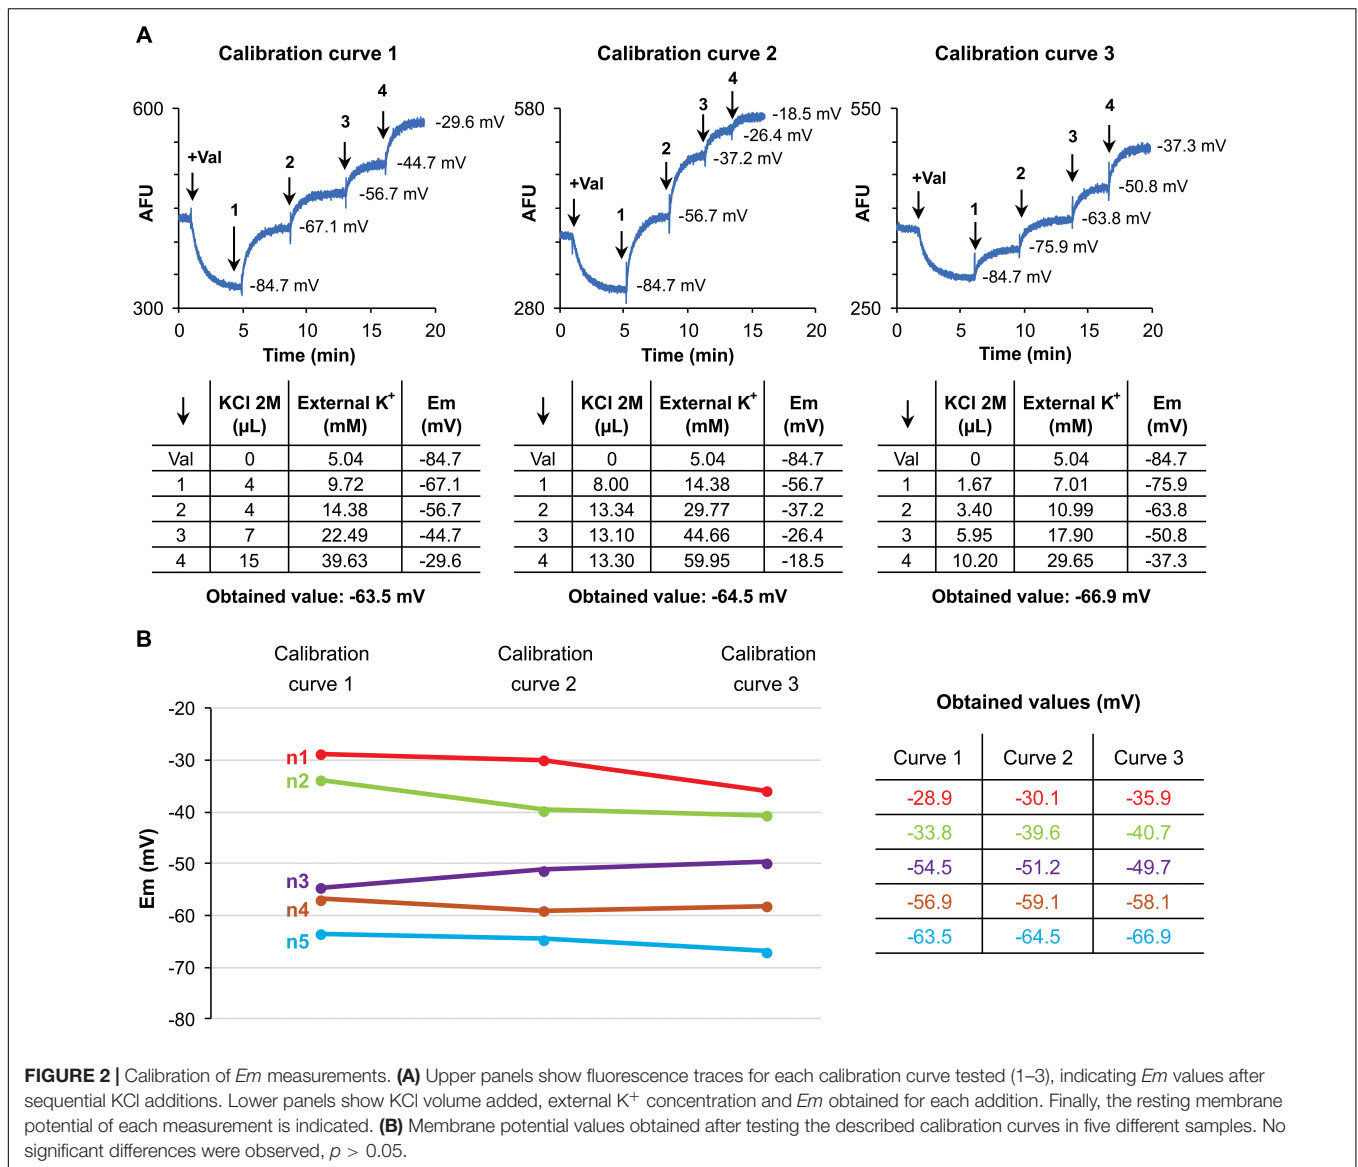 A
Calibration curve 1
Calibration curve 2
Calibration curve 3
600
300
AFU
+Val
1
2
3
4
-84.7 mV
-67.1 mV
-56.7 mV
-44.7 mV
-29.6 mV
0 5 10 15 20
Time (min)
580
280
AFU
+Val
1
2
3
4
-84.7 mV
-56.7 mV
-37.2 mV
-26.4 mV
-18.5 mV
0 5 10 15 20
Time (min)
550
250
AFU
+Val
1
2
3
4
-84.7 mV
-75.9 mV
-63.8 mV
-50.8 mV
-37.3 mV
0 5 10 15 20
Time (min)
↓ KCl 2M (µL) External K+ (mM) Em (mV)
Val 0 5.04 -84.7
1 4 9.72 -67.1
2 4 14.38 -56.7
3 7 22.49 -44.7
4 15 39.63 -29.6
Obtained value: -63.5 mV
↓ KCl 2M (µL) External K+ (mM) Em (mV)
Val 0 5.04 -84.7
1 8.00 14.38 -56.7
2 13.34 29.77 -37.2
3 13.10 44.66 -26.4
4 13.30 59.95 -18.5
Obtained value: -64.5 mV
↓ KCl 2M (µL) External K+ (mM) Em (mV)
Val 0 5.04 -84.7
1 1.67 7.01 -75.9
2 3.40 10.99 -63.8
3 5.95 17.90 -50.8
4 10.20 29.65 -37.3
Obtained value: -66.9 mV
B
Calibration
curve 1
Calibration
curve 2
Calibration
curve 3
Em (mV)
-20
-30
-40
-50
-60
-70
-80
n1
n2
n3
n4
n5
Obtained values (mV)
Curve 1 Curve 2 Curve 3
-28.9 -30.1 -35.9
-33.8 -39.6 -40.7
-54.5 -51.2 -49.7
-56.9 -59.1 -58.1
-63.5 -64.5 -66.9
FIGURE 2 | Calibration of Em measurements. (A) Upper panels show fluorescence traces for each calibration curve tested (1–3), indicating Em values after
sequential KCl additions. Lower panels show KCl volume added, external K+ concentration and Em obtained for each addition. Finally, the resting membrane
potential of each measurement is indicated. (B) Membrane potential values obtained after testing the described calibration curves in five different samples. No
significant differences were observed, p > 0.05.